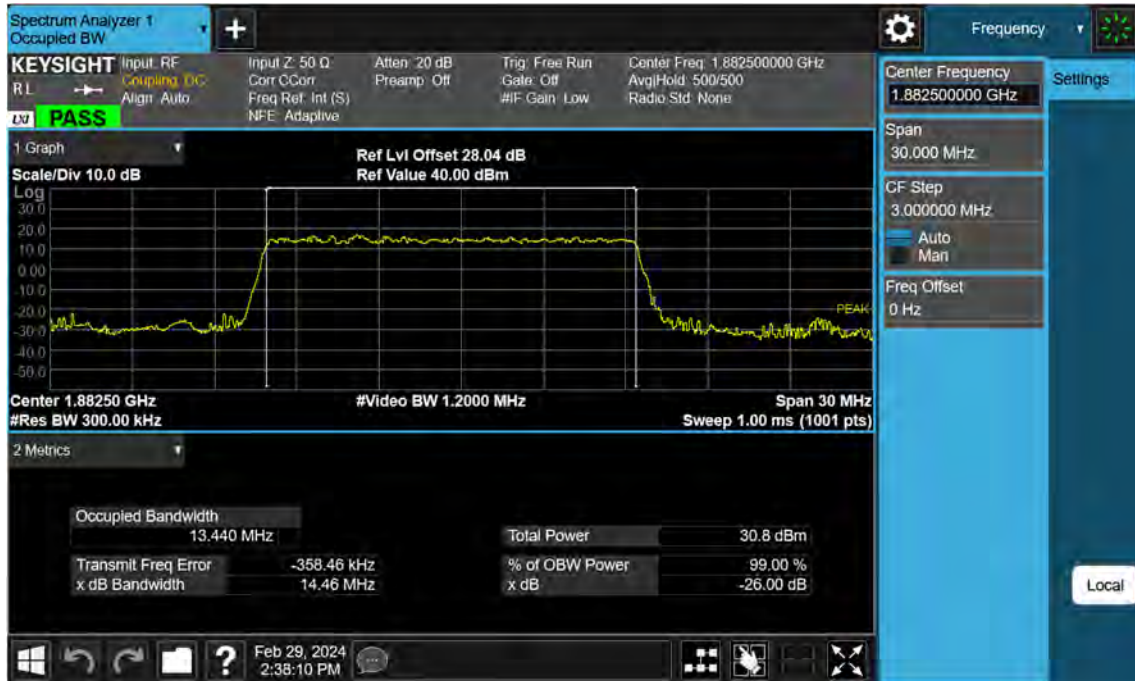 Spectrum Analyzer 1
Occupied BW
Frequency
KEYSIGHT
R L
LXI PASS
Input: RF
Coupling: DC
Align: Auto
Input Z: 50 Ω
Corr CCorr
Freq Ref: Int (S)
NFE: Adaptive
Atten: 20 dB
Preamp: Off
Trig: Free Run
Gate: Off
#IF Gain: Low
Center Freq: 1.882500000 GHz
Avg|Hold: 500/500
Radio Std: None
1 Graph
Scale/Div 10.0 dB
Ref Lvl Offset 28.04 dB
Ref Value 40.00 dBm
Log
30.0
20.0
10.0
0.00
-10.0
-20.0
-30.0
-40.0
-50.0
PEAK
Center 1.88250 GHz
#Video BW 1.2000 MHz
Span 30 MHz
#Res BW 300.00 kHz
Sweep 1.00 ms (1001 pts)
2 Metrics
Occupied Bandwidth
13.440 MHz
Total Power 30.8 dBm
Transmit Freq Error -358.46 kHz
% of OBW Power 99.00 %
x dB Bandwidth 14.46 MHz
x dB -26.00 dB
Feb 29, 2024
2:38:10 PM
?
Center Frequency
1.882500000 GHz
Settings
Span
30.000 MHz
CF Step
3.000000 MHz
Auto
Man
Freq Offset
0 Hz
Local